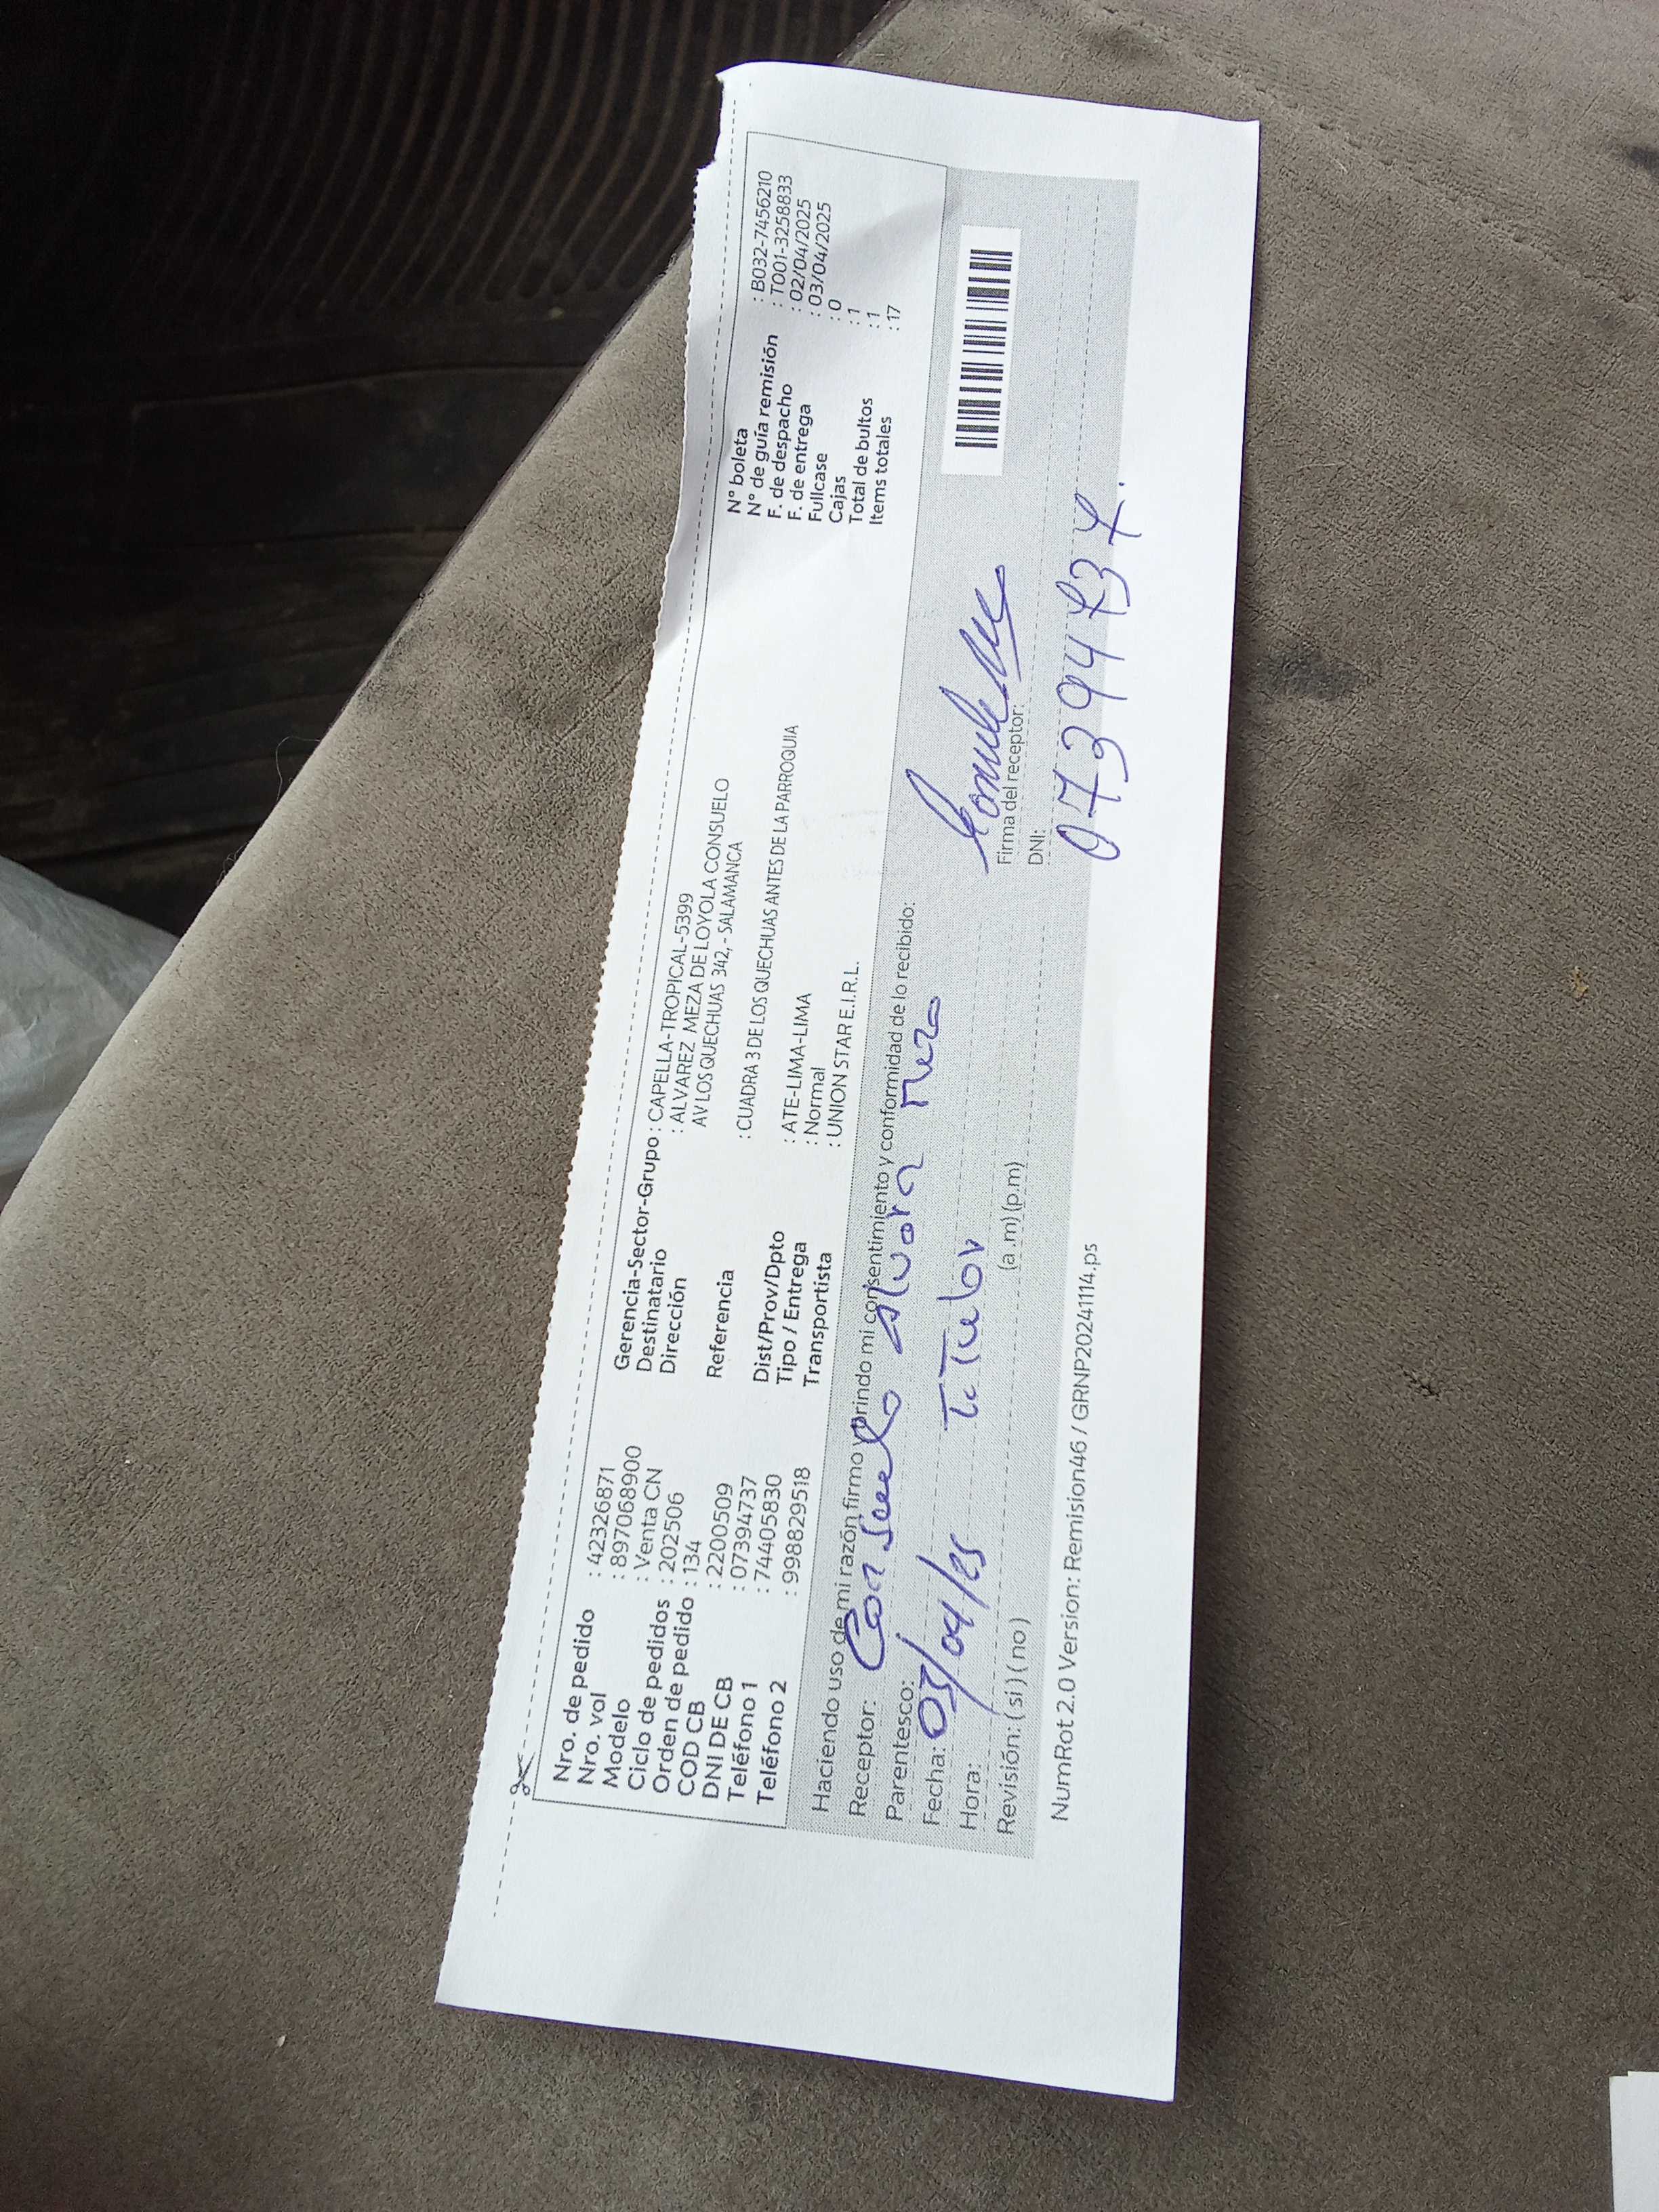 Nro. de pedido : 42326871
Nro. vol : 897068900
Modelo : Venta CN
Ciclo de pedidos : 202506
Orden de pedido : 134
COD CB : 2200509
DNI DE CB : 07394737
Teléfono 1 : 74405830
Teléfono 2 : 998829518
Gerencia-Sector-Grupo : CAPELLA-TROPICAL-5399
Destinatario : ALVAREZ MEZA DE LOYOLA CONSUELO
Dirección AV LOS QUECHUAS 342, - SALAMANCA
Referencia : CUADRA 3 DE LOS QUECHUAS ANTES DE LA PARROQUIA
Dist/Prov/Dpto : ATE-LIMA-LIMA
Tipo / Entrega : Normal
Transportista : UNION STAR E.I.R.L.
N° boleta : B032-7456210
N° de guía remisión : T001-3258833
F. de despacho : 02/04/2025
F. de entrega : 03/04/2025
Fullcase : 0
Cajas : 1
Total de bultos : 1
Items totales : 17
Haciendo uso de mi razón firmo y brindo mi consentimiento y conformidad de lo recibido:
Receptor: Consuelo
Parentesco: Titular
Fecha: 03/04/25
Hora: (a.m) (p.m)
Revisión: ( si ) ( no )
Firma del receptor:
DNI: 07394737
NumRot 2.0 Version: Remision46 / GRNP20241114.ps